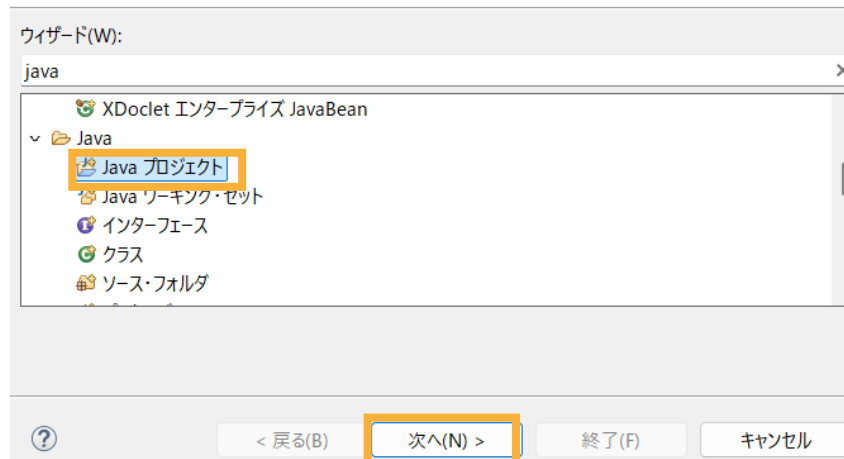 ウィザード(W):
java
XDoclet エンタープライズ JavaBean
Java
Java プロジェクト
Java ワーキング・セット
インターフェース
クラス
ソース・フォルダ
< 戻る(B) 次へ(N) > 終了(F) キャンセル